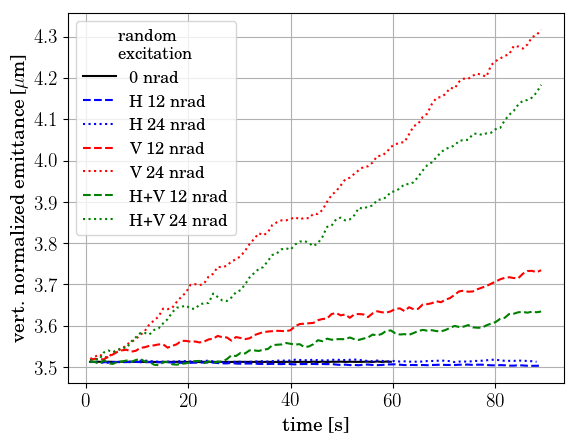 random
excitation
0 nrad
H 12 nrad
H 24 nrad
V 12 nrad
V 24 nrad
H+V 12 nrad
H+V 24 nrad
vert. normalized emittance [μm]
4.3
4.2
4.1
4.0
3.9
3.8
3.7
3.6
3.5
0 20 40 60 80
time [s]